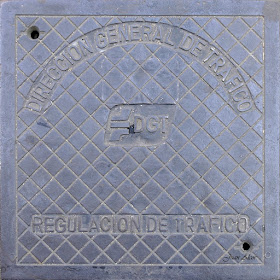 DIRECCION GENERAL DE TRAFICO
DGT
REGULACION DE TRAFICO